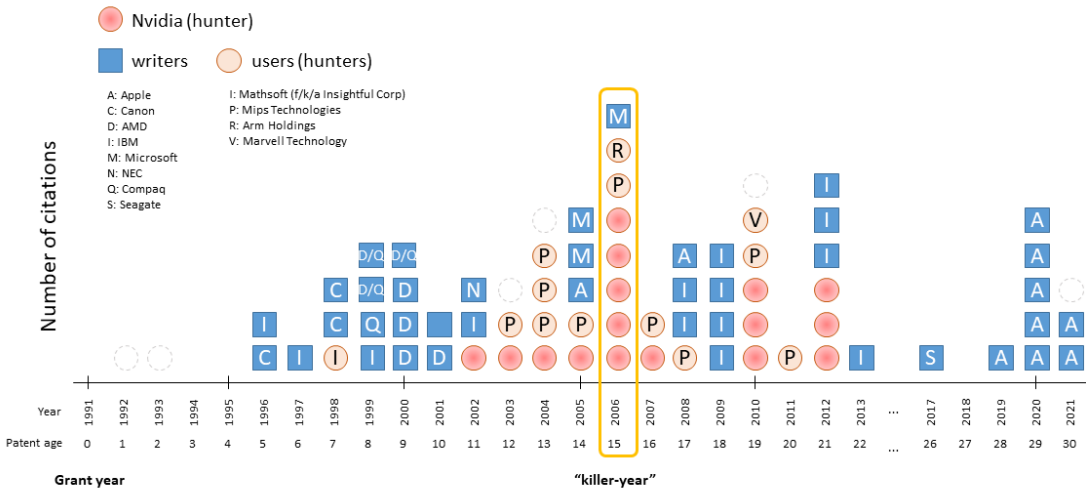 Nvidia (hunter)
writers
users (hunters)
A: Apple
C: Canon
D: AMD
I: IBM
M: Microsoft
N: NEC
Q: Compaq
S: Seagate
I: Mathsoft (f/k/a Insightful Corp)
P: Mips Technologies
R: Arm Holdings
V: Marvell Technology
Number of citations
M
R
P I
M V I A
D/Q D/Q P M A I P I A
C D/Q D N P A I I A
I C Q D I P P P P I I A A
C I I I D D P I P I S A A A
Year 1991 1992 1993 1994 1995 1996 1997 1998 1999 2000 2001 2002 2003 2004 2005 2006 2007 2008 2009 2010 2011 2012 2013 ... 2017 2018 2019 2020 2021
Patent age 0 1 2 3 4 5 6 7 8 9 10 11 12 13 14 15 16 17 18 19 20 21 22 ... 26 27 28 29 30
Grant year
“killer-year”